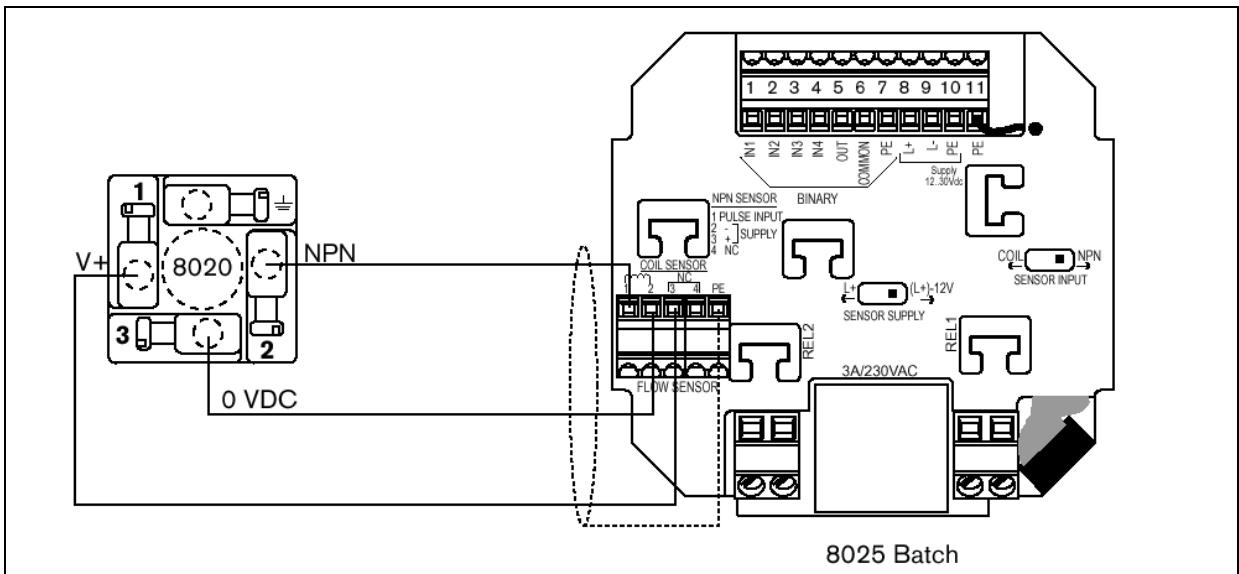 1 2 3 4 5 6 7 8 9 10 11
IN1
IN2
IN3
IN4
OUT
COMMON
PE
L+
L-
PE
PE
Supply
12..30Vdc
BINARY
NPN SENSOR
1 PULSE INPUT
2 -
3 +
SUPPLY
4 NC
COIL SENSOR
NC
1 2 3 4 PE
FLOW SENSOR
COIL NPN
SENSOR INPUT
L+ (L+)-12V
SENSOR SUPPLY
REL2
REL1
3A/230VAC
1
8020
2
3
V+
NPN
0 VDC
8025 Batch